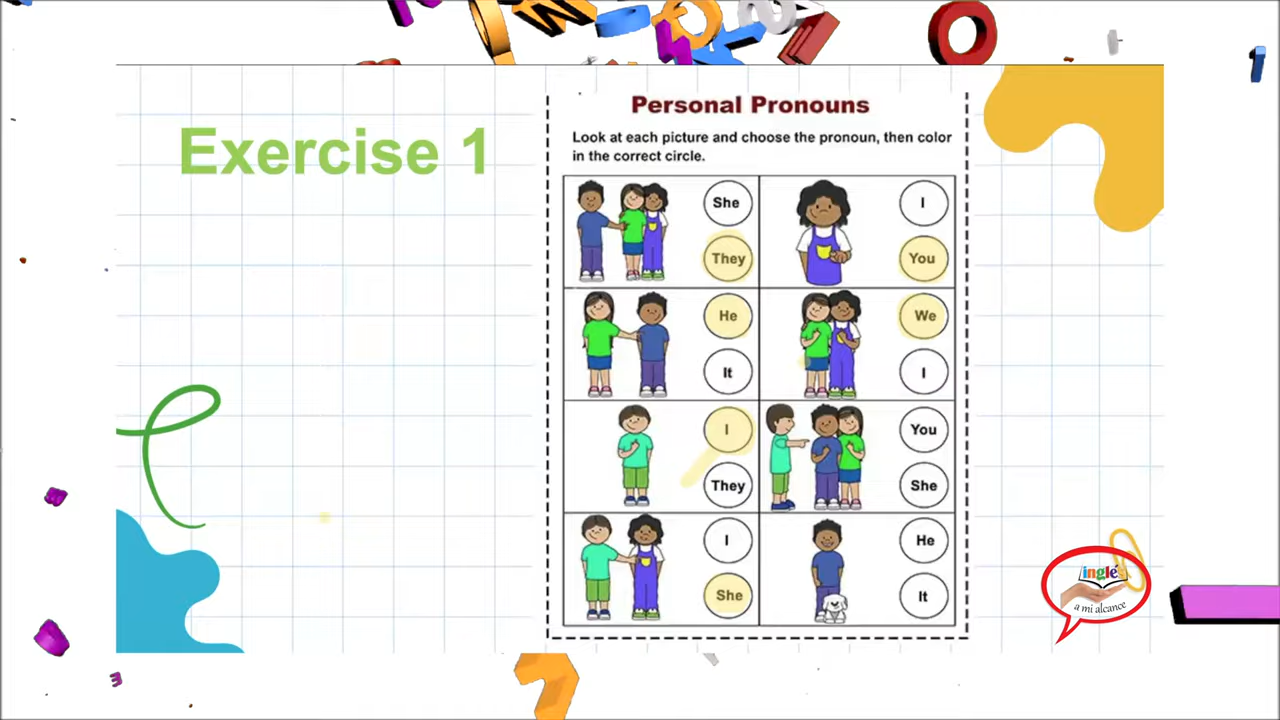 Exercise 1
Personal Pronouns
Look at each picture and choose the pronoun, then color
in the correct circle.
She
They
I
You
He
It
We
I
I
They
You
She
I
She
He
It
inglés
a mi alcance